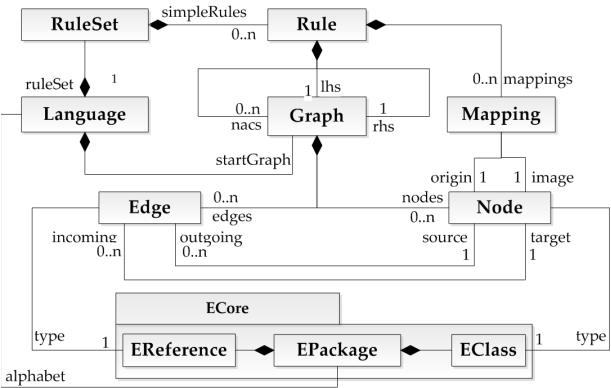 simpleRules
RuleSet
Rule
0..n
ruleSet
1
1
lhs
0..n
mappings
Language
0..n
nacs
Graph
1
rhs
Mapping
startGraph
origin
1
1
image
Edge
0..n
edges
nodes
0..n
Node
incoming
0..n
outgoing
0..n
source
1
target
1
ECore
type
1
EReference
EPackage
EClass
1
type
alphabet